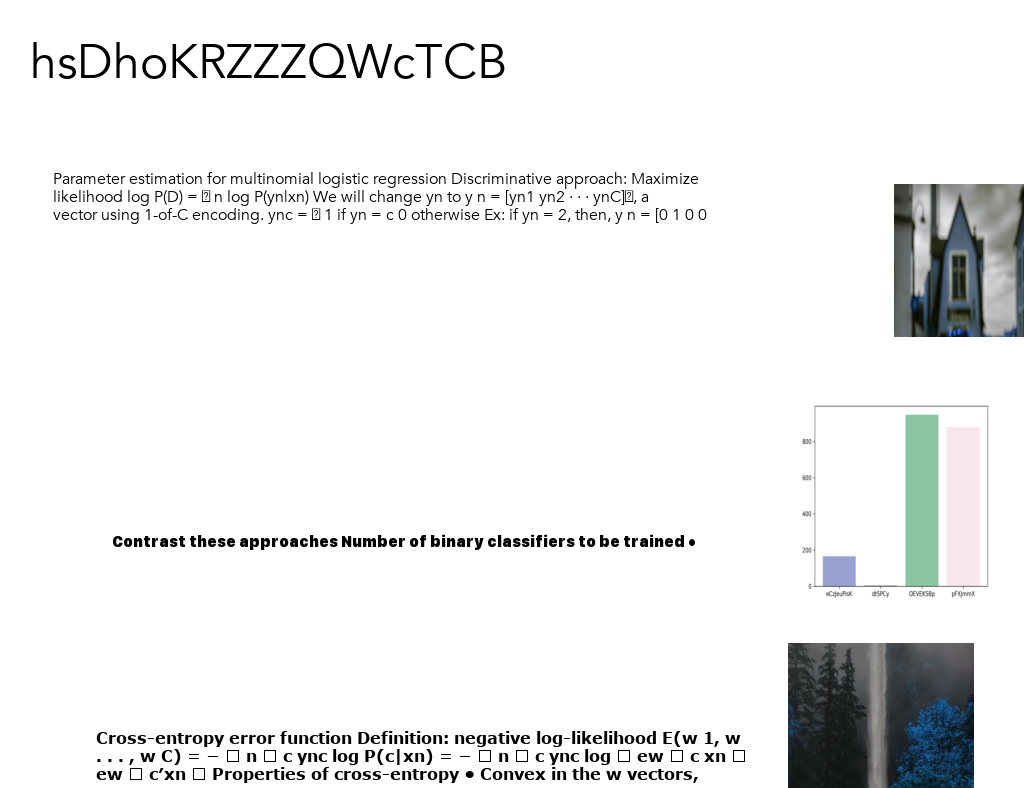 hsDhoKRZZZQWcTCB
Parameter estimation for multinomial logistic regression Discriminative approach: Maximize
likelihood log P(D) = � n log P(yn|xn) We will change yn to y n = [yn1 yn2 · · · ynC]�, a
vector using 1-of-C encoding. ync = � 1 if yn = c 0 otherwise Ex: if yn = 2, then, y n = [0 1 0 0
800
600
400
200
0
eCzJeuPisK dtSPCy OEVEKSBp pFXJmmX
Contrast these approaches Number of binary classifiers to be trained •
Cross-entropy error function Definition: negative log-likelihood E(w 1, w
. . . , w C) = − □ n □ c ync log P(c|xn) = − □ n □ c ync log □ ew □ c xn □
ew □ c’xn □ Properties of cross-entropy • Convex in the w vectors,